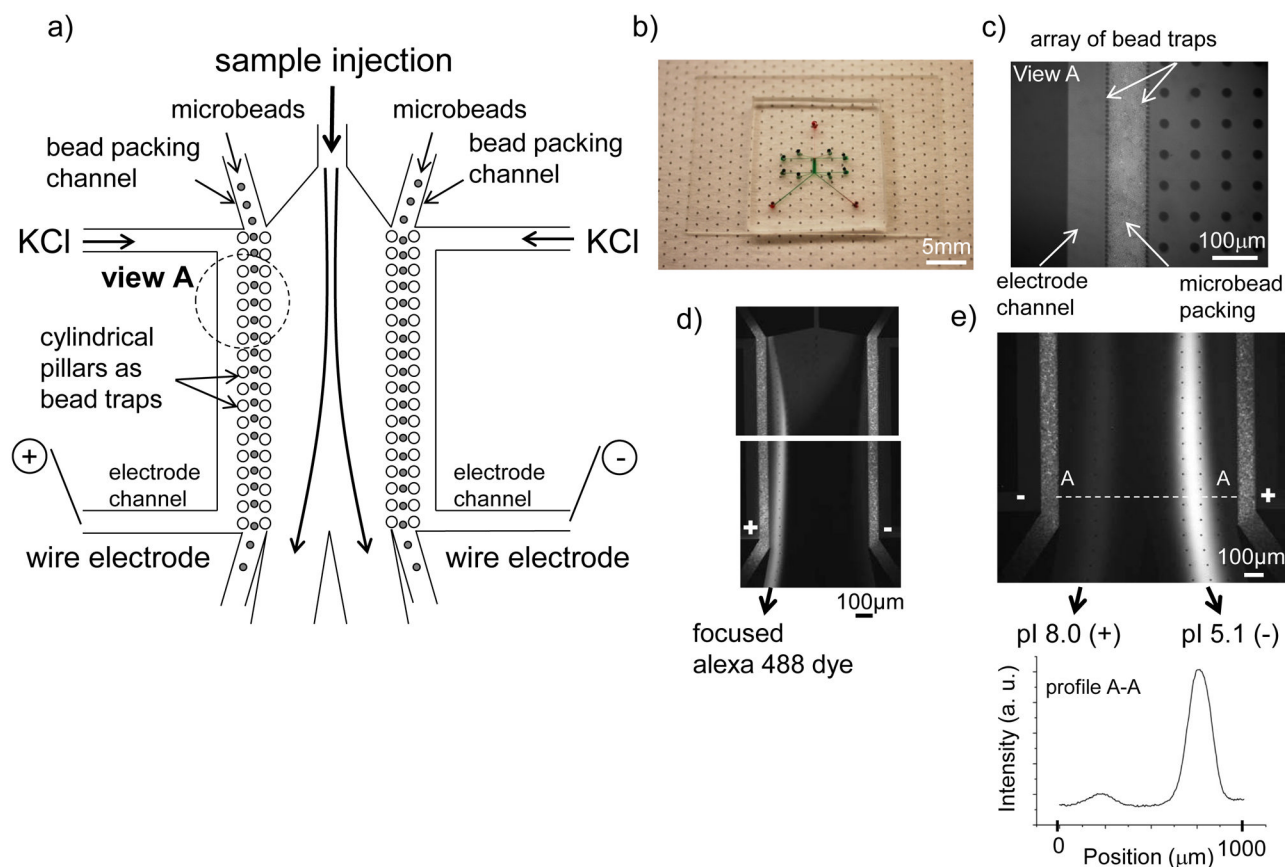 a)
sample injection
microbeads
microbeads
bead packing
channel
bead packing
channel
KCl
KCl
view A
cylindrical
pillars as
bead traps
+
-
electrode
channel
electrode
channel
wire electrode
wire electrode
b)
5mm
c)
array of bead traps
View A
100μm
electrode
channel
microbead
packing
d)
+
-
100μm
focused
alexa 488 dye
e)
A
A
-
+
100μm
pI 8.0 (+)
pI 5.1 (-)
profile A-A
Intensity (a. u.)
0
1000
Position (μm)